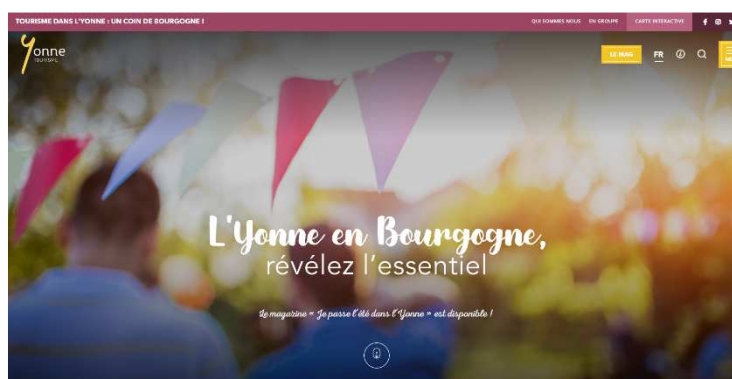 TOURISME DANS L'YONNE : UN COIN DE BOURGOGNE !
QUI SOMMES NOUS EN GROUPE CARTE INTERACTIVE
Yonne
TOURISME
LE MAG FR
L'Yonne en Bourgogne,
révélez l'essentiel
Le magazine « Je passe l'été dans l'Yonne » est disponible !